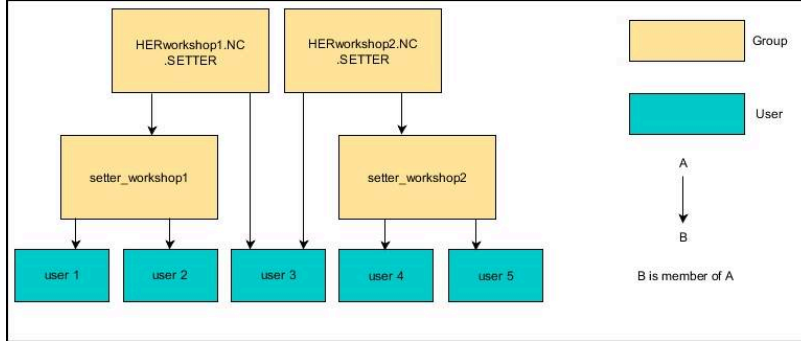 HERworkshop1.NC
.SETTER
HERworkshop2.NC
.SETTER
Group
User
setter_workshop1
setter_workshop2
A
B
user 1
user 2
user 3
user 4
user 5
B is member of A